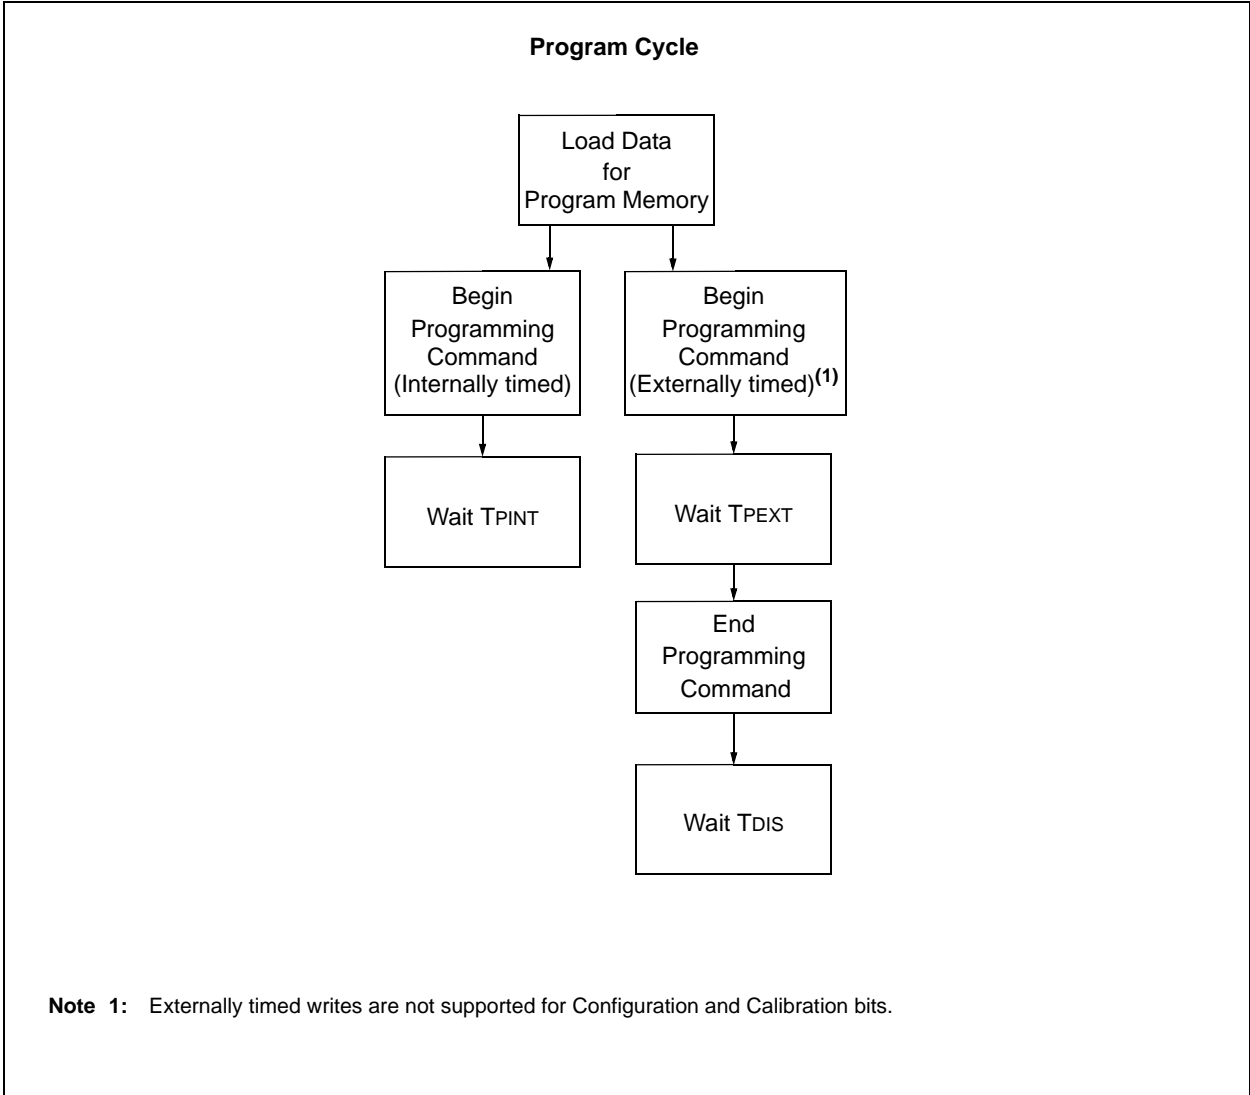 Program Cycle
Load Data
for
Program Memory
Begin
Programming
Command
(Internally timed)
Begin
Programming
Command
(Externally timed)(1)
Wait TPINT
Wait TPEXT
End
Programming
Command
Wait TDIS
Note 1: Externally timed writes are not supported for Configuration and Calibration bits.